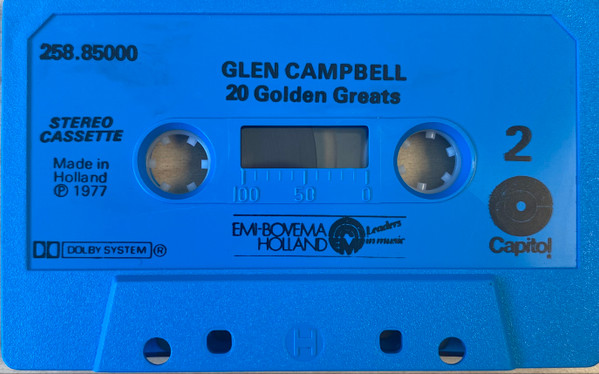 258.85000
GLEN CAMPBELL
20 Golden Greats
STEREO
CASSETTE
2
Made in
Holland
℗ 1977
100 50 0
EMI-BOVEMA
HOLLAND
Leaders
in music
Capitol
DOLBY SYSTEM ®
H